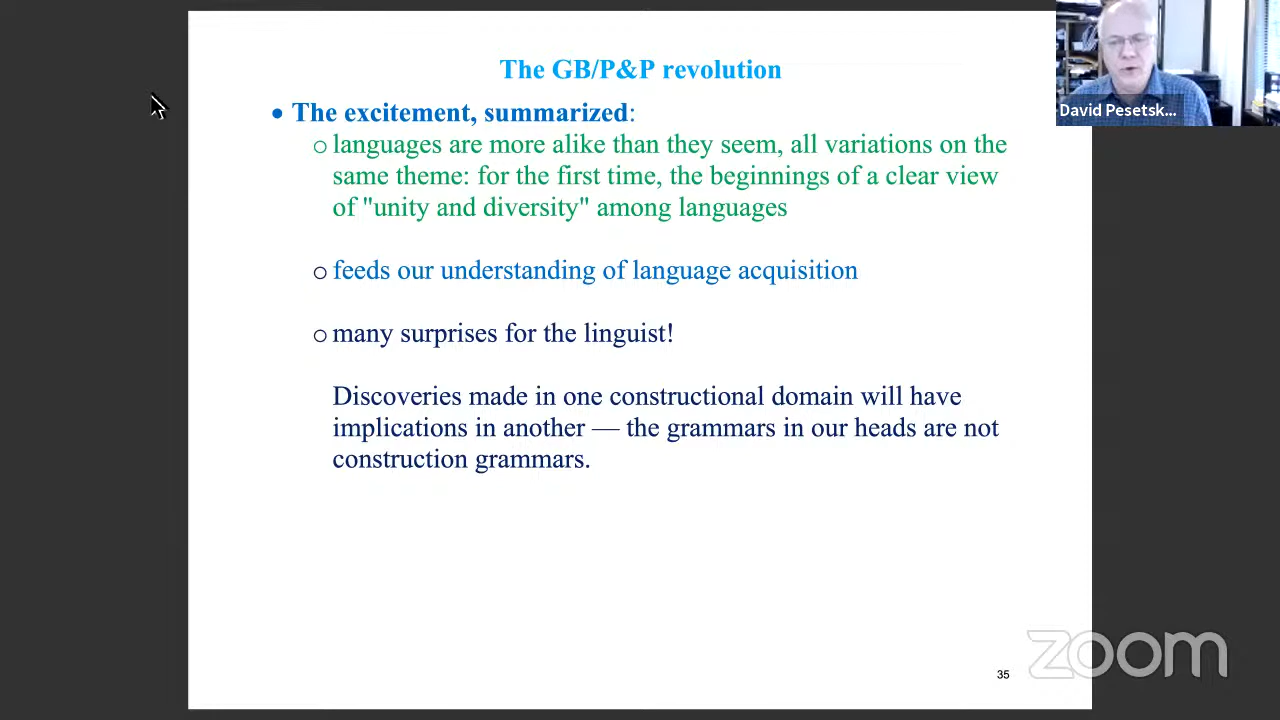 The GB/P&P revolution
• The excitement, summarized:
o languages are more alike than they seem, all variations on the
same theme: for the first time, the beginnings of a clear view
of "unity and diversity" among languages
o feeds our understanding of language acquisition
o many surprises for the linguist!
Discoveries made in one constructional domain will have
implications in another — the grammars in our heads are not
construction grammars.
35
David Pesetsk...
zoom